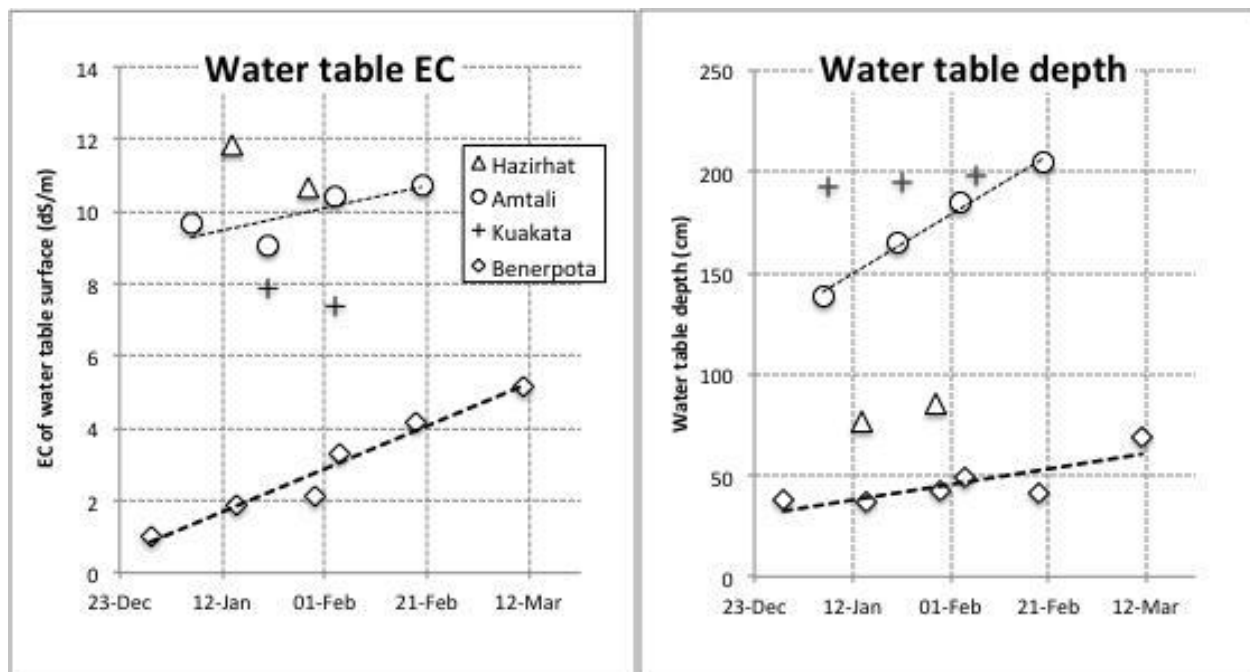 Water table EC
14
12
10
8
6
4
2
0
EC of water table surface (dS/m)
23-Dec 12-Jan 01-Feb 21-Feb 12-Mar
Hazirhat
Amtali
Kuakata
Benerpota
Water table depth
250
200
150
100
50
0
Water table depth (cm)
23-Dec 12-Jan 01-Feb 21-Feb 12-Mar